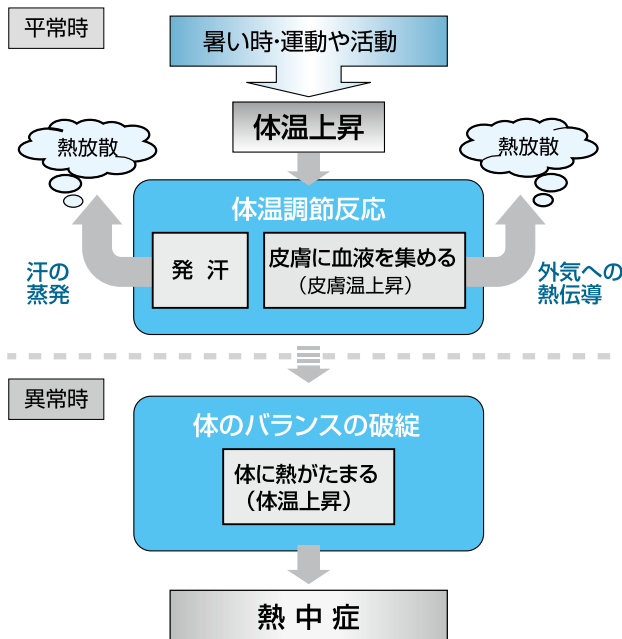 平常時
暑い時・運動や活動
体温上昇
熱放散
熱放散
体温調節反応
発汗
皮膚に血液を集める
（皮膚温上昇）
汗の
蒸発
外気への
熱伝導
異常時
体のバランスの破綻
体に熱がたまる
（体温上昇）
熱中症